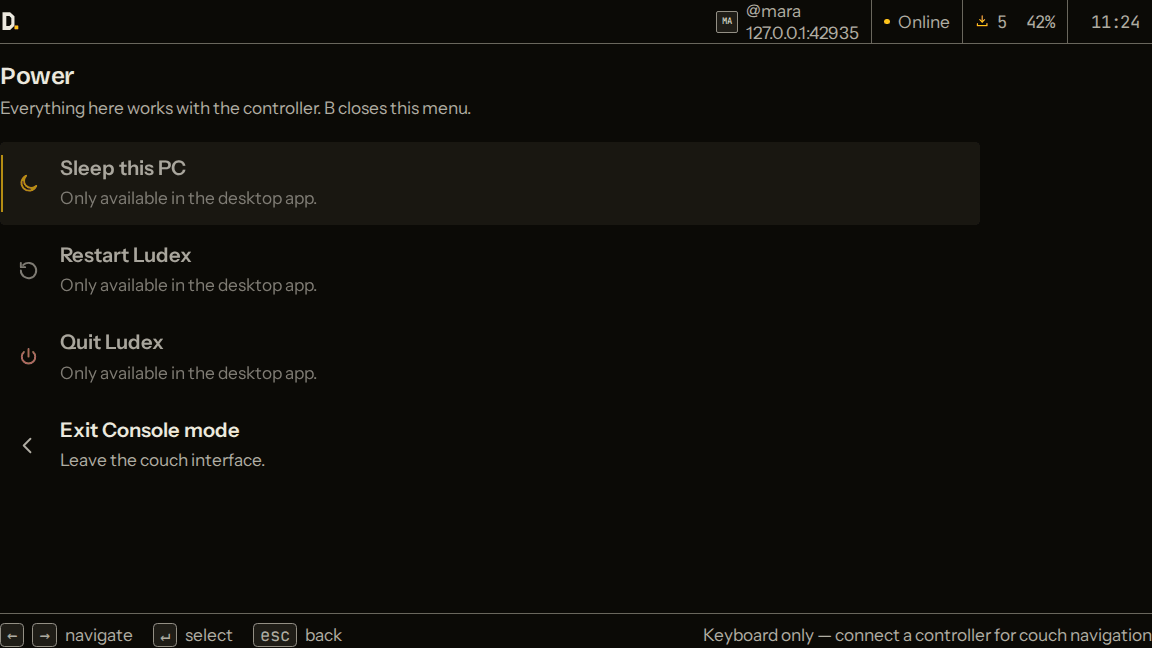 D.
MA
@mara
127.0.0.1:42935
Online
5 42%
11:24
Power
Everything here works with the controller. B closes this menu.
Sleep this PC
Only available in the desktop app.
Restart Ludex
Only available in the desktop app.
Quit Ludex
Only available in the desktop app.
Exit Console mode
Leave the couch interface.
← → navigate ↵ select esc back
Keyboard only — connect a controller for couch navigation